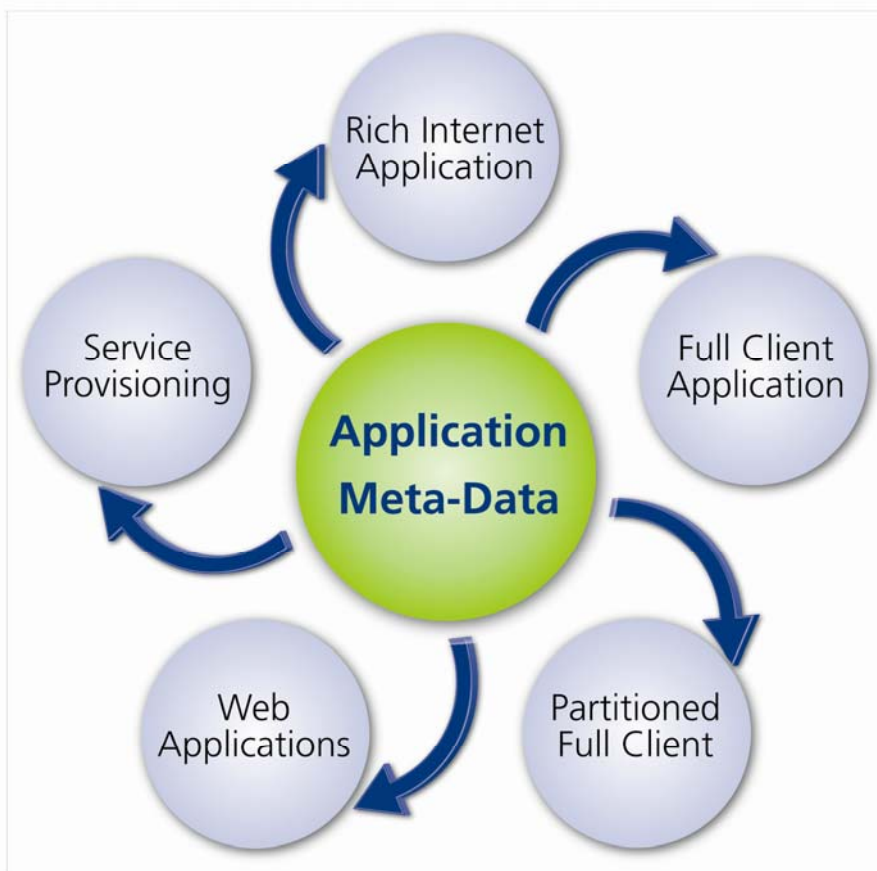 Rich Internet
Application
Service
Provisioning
Full Client
Application
Application
Meta-Data
Web
Applications
Partitioned
Full Client